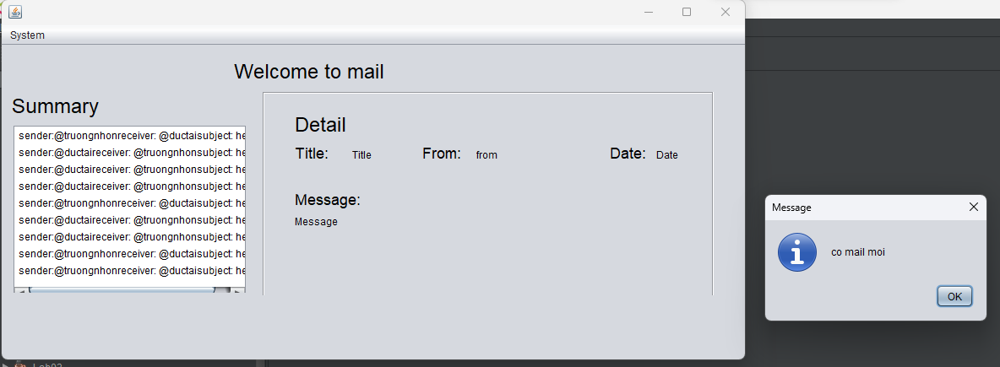 System
Welcome to mail
Summary
sender:@truongnhonreceiver: @ductaisubject: he
sender:@ductaireceiver: @truongnhonsubject: he
sender:@ductaireceiver: @truongnhonsubject: he
sender:@ductaireceiver: @truongnhonsubject: he
sender:@truongnhonreceiver: @ductaisubject: he
sender:@ductaireceiver: @truongnhonsubject: he
sender:@ductaireceiver: @truongnhonsubject: he
sender:@truongnhonreceiver: @ductaisubject: he
sender:@truongnhonreceiver: @ductaisubject: he
Detail
Title: Title From: from Date: Date
Message:
Message
Message
co mail moi
OK